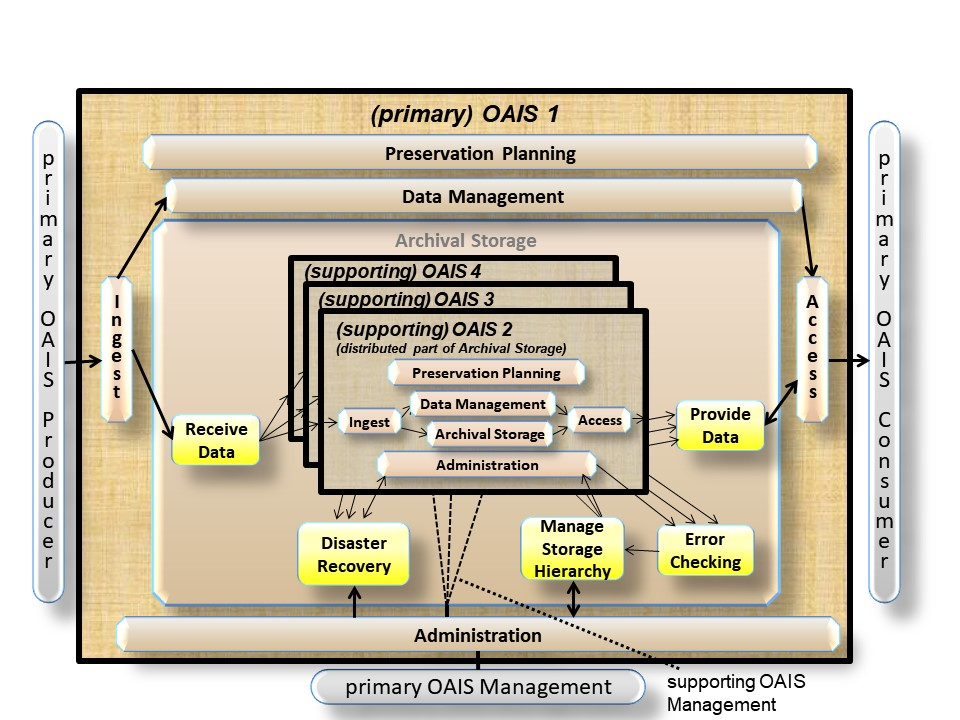 (primary) OAIS 1
Preservation Planning
Data Management
primary OAIS Producer
Ingest
Archival Storage
(supporting) OAIS 4
(supporting) OAIS 3
(supporting) OAIS 2
(distributed part of Archival Storage)
Preservation Planning
Data Management
Ingest
Archival Storage
Access
Administration
Receive
Data
Provide
Data
Access
primary OAIS Consumer
Disaster
Recovery
Manage
Storage
Hierarchy
Error
Checking
Administration
primary OAIS Management
supporting OAIS
Management